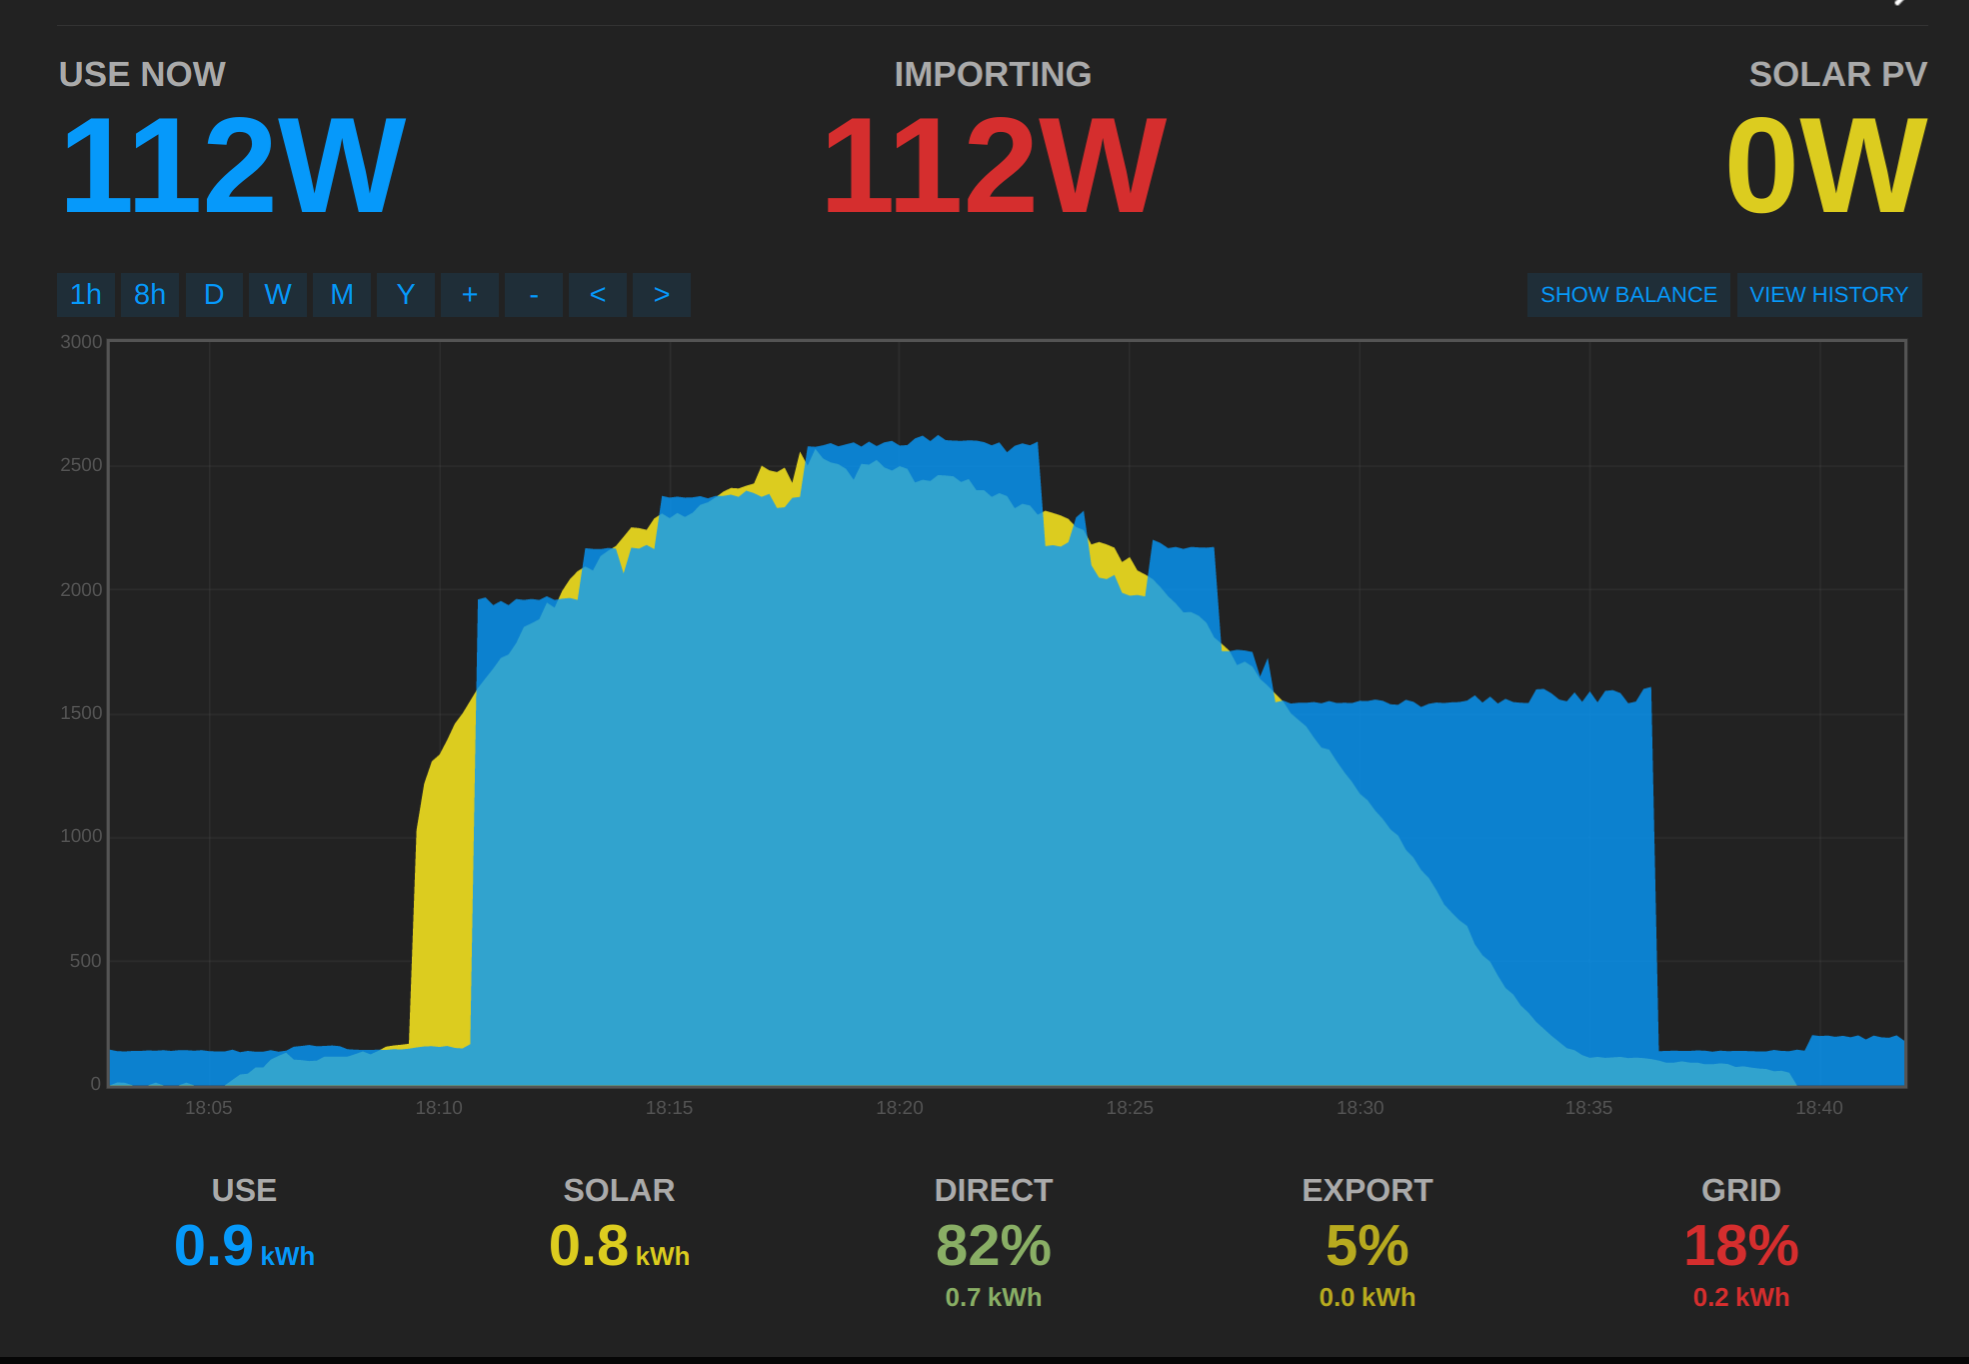 USE NOW IMPORTING SOLAR PV
112W 112W 0W
1h 8h D W M Y + - < > SHOW BALANCE VIEW HISTORY
3000
2500
2000
1500
1000
500
0
18:05 18:10 18:15 18:20 18:25 18:30 18:35 18:40
USE SOLAR DIRECT EXPORT GRID
0.9 kWh 0.8 kWh 82% 5% 18%
0.7 kWh 0.0 kWh 0.2 kWh